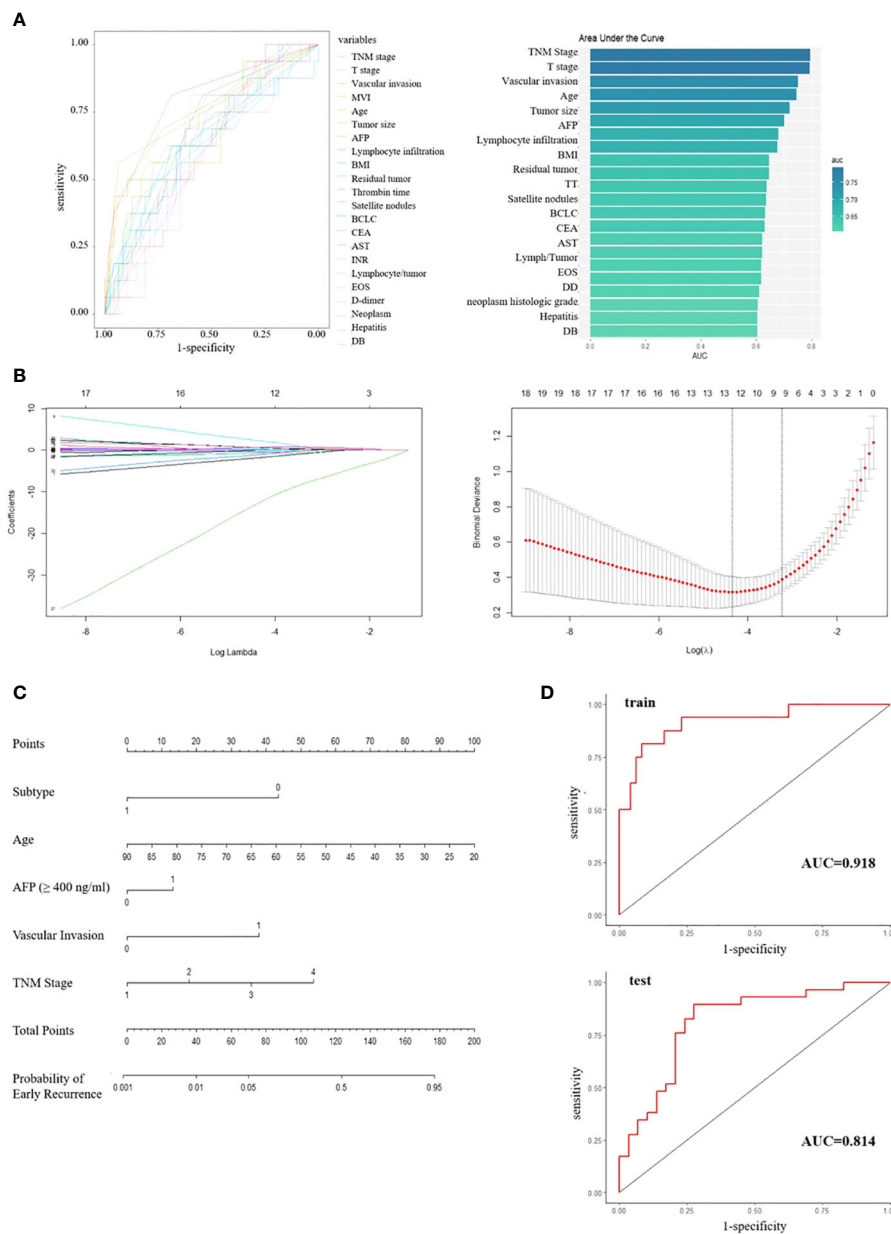 A
variables
1.00
0.75
0.50
0.25
0.00
sensitivity
1.00 0.75 0.50 0.25 0.00
1-specificity
TNM stage
T stage
Vascular invasion
MVI
Age
Tumor size
AFP
Lymphocyte infiltration
BMI
Residual tumor
Thrombin time
Satellite nodules
BCLC
CEA
AST
INR
Lymphocyte/tumor
EOS
D-dimer
Neoplasm
Hepatitis
DB
Area Under the Curve
TNM Stage
T stage
Vascular invasion
Age
Tumor size
AFP
Lymphocyte infiltration
BMI
Residual tumor
TT
Satellite nodules
BCLC
CEA
AST
Lymph/Tumor
EOS
DD
neoplasm histologic grade
Hepatitis
DB
0.0 0.2 0.4 0.6 0.8
AUC
auc
0.75
0.65
B
17 16 12 3
10
0
-10
-20
-30
Coefficients
-8 -6 -4 -2
Log Lambda
18 19 19 18 17 17 17 16 16 16 13 13 13 12 10 9 9 6 4 3 3 2 1 0
1.2
1.0
0.8
0.6
0.4
0.2
Binomial Deviance
-8 -6 -4 -2
Log(λ)
C
Points
0 10 20 30 40 50 60 70 80 90 100
Subtype
0
1
Age
90 85 80 75 70 65 60 55 50 45 40 35 30 25 20
AFP (≥ 400 ng/ml)
1
0
Vascular Invasion
1
0
TNM Stage
2 4
1 3
Total Points
0 20 40 60 80 100 120 140 160 180 200
Probability of
Early Recurrence
0.001 0.01 0.05 0.5 0.95
D
train
1.00
0.75
0.50
0.25
0.00
sensitivity
AUC=0.918
0.00 0.25 0.50 0.75 1.0
1-specificity
test
1.00
0.75
0.50
0.25
0.00
sensitivity
AUC=0.814
0.00 0.25 0.50 0.75 1.0
1-specificity